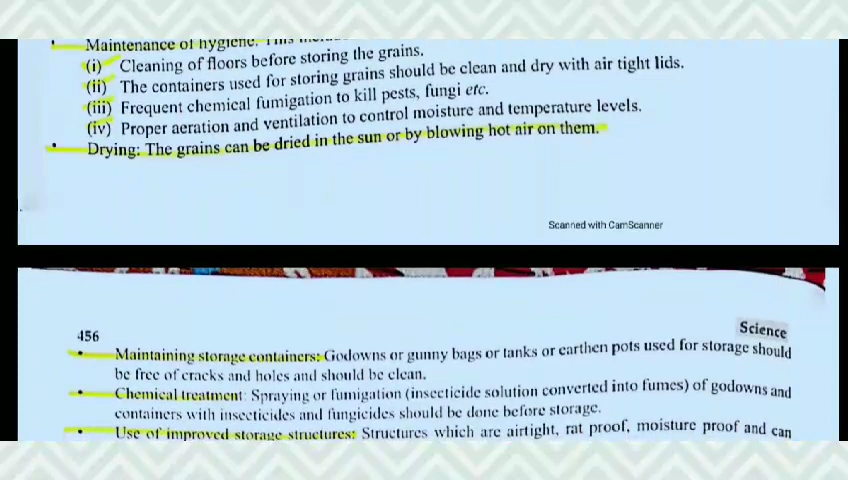 Maintenance of hygiene: This
(i) Cleaning of floors before storing the grains.
(ii) The containers used for storing grains should be clean and dry with air tight lids.
(iii) Frequent chemical fumigation to kill pests, fungi etc.
(iv) Proper aeration and ventilation to control moisture and temperature levels.
• Drying: The grains can be dried in the sun or by blowing hot air on them.
Scanned with CamScanner
456
Science
• Maintaining storage containers: Godowns or gunny bags or tanks or earthen pots used for storage should
be free of cracks and holes and should be clean.
• Chemical treatment: Spraying or fumigation (insecticide solution converted into fumes) of godowns and
containers with insecticides and fungicides should be done before storage.
• Use of improved storage structures: Structures which are airtight, rat proof, moisture proof and can